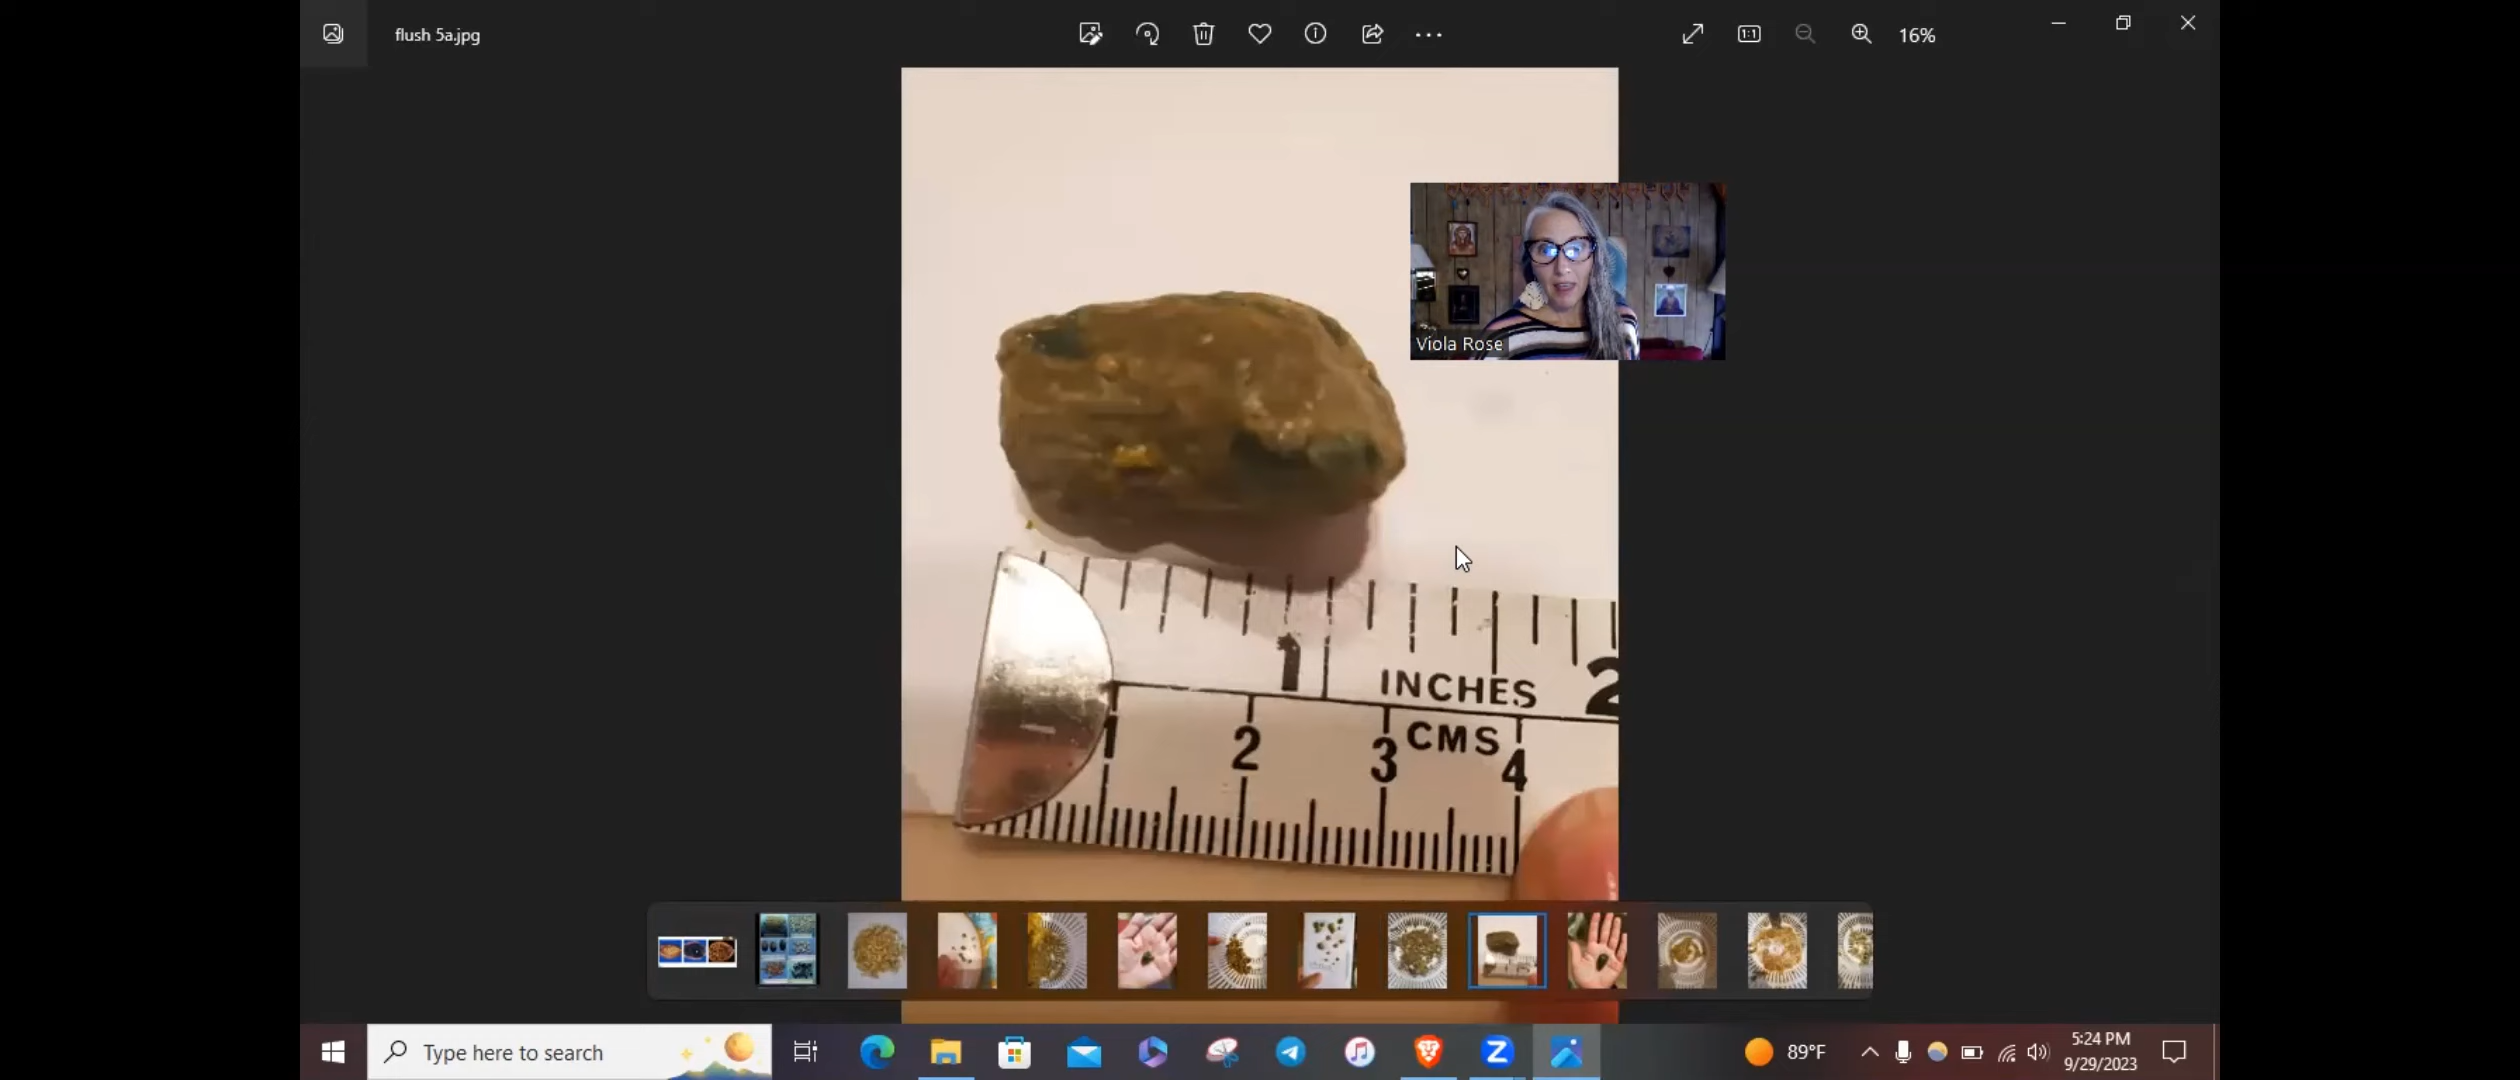 flush 5a.jpg
16%
Viola Rose
1
INCHES
2
CMS
1
2
3
4
Type here to search
89°F
5:24 PM
9/29/2023